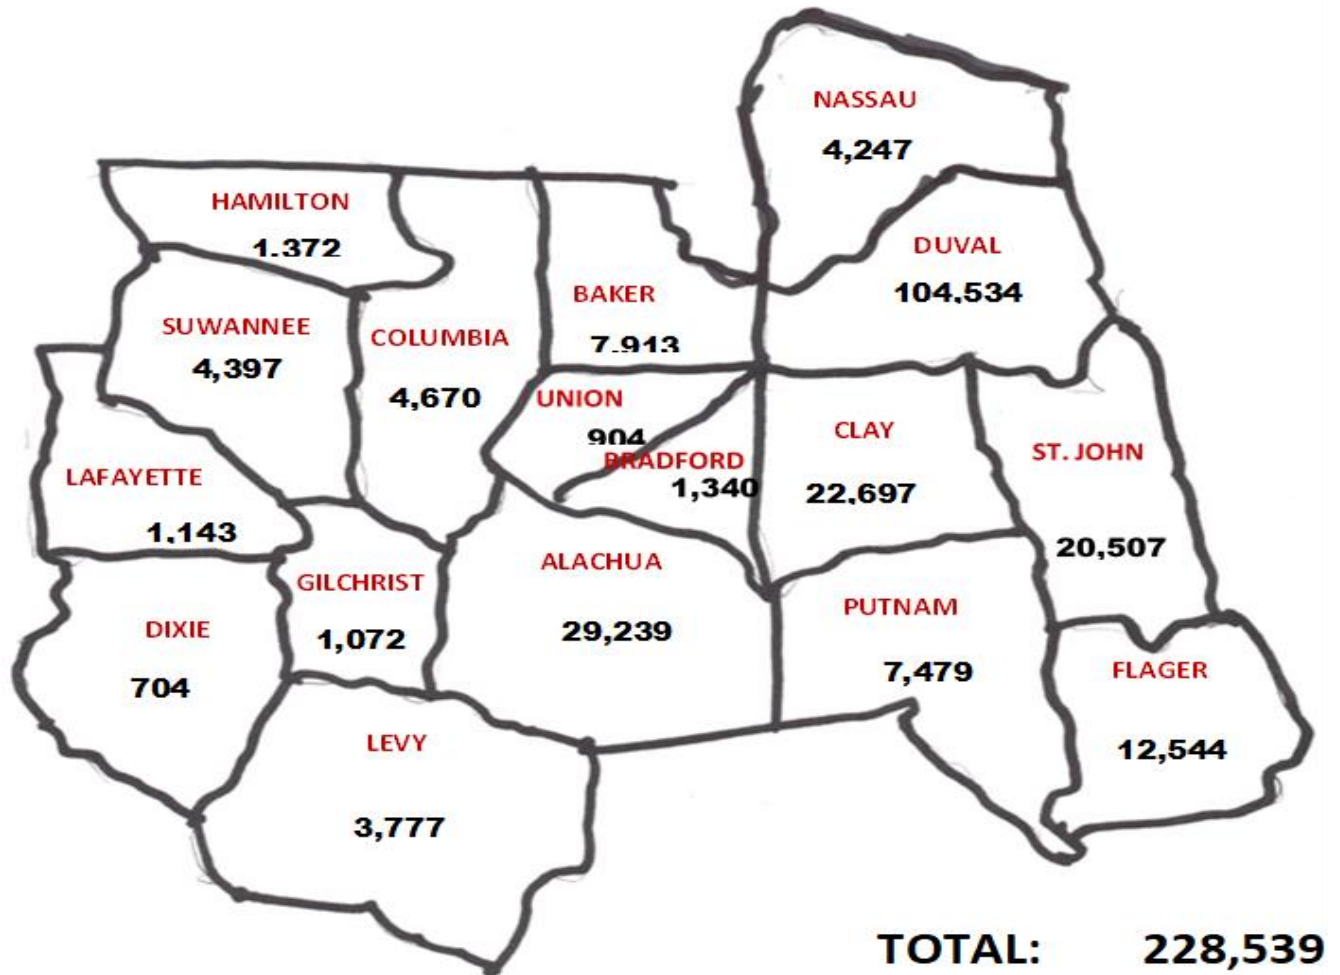 NASSAU
4,247
HAMILTON
1,372
DUVAL
104,534
BAKER
7,913
SUWANNEE
4,397
COLUMBIA
4,670
UNION
904
BRADFORD
1,340
CLAY
22,697
ST. JOHN
20,507
LAFAYETTE
1,143
GILCHRIST
1,072
ALACHUA
29,239
PUTNAM
7,479
DIXIE
704
FLAGER
12,544
LEVY
3,777
TOTAL: 228,539